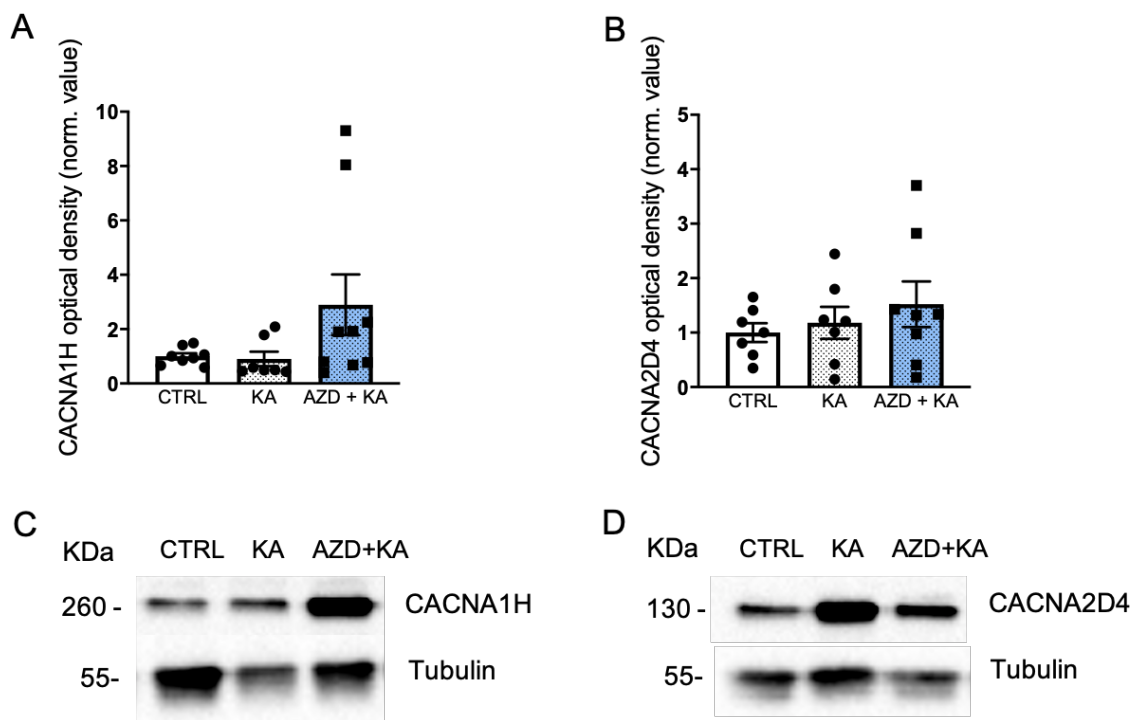 A
CACNA1H optical density (norm. value)
10
8
6
4
2
0
CTRL KA AZD + KA
B
CACNA2D4 optical density (norm. value)
5
4
3
2
1
0
CTRL KA AZD + KA
C
KDa CTRL KA AZD+KA
260 - CACNA1H
55- Tubulin
D
KDa CTRL KA AZD+KA
130 - CACNA2D4
55- Tubulin